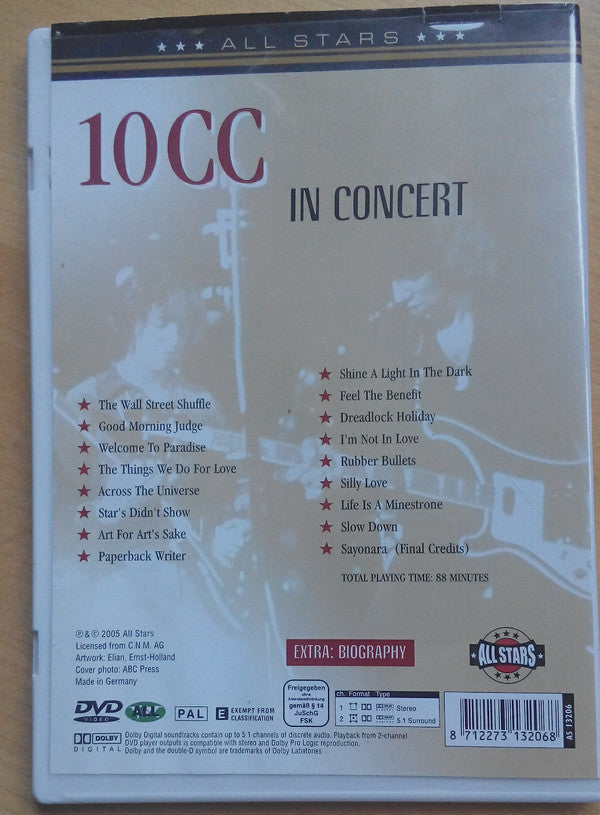 ALL STARS
10CC
IN CONCERT
The Wall Street Shuffle
Good Morning Judge
Welcome To Paradise
The Things We Do For Love
Across The Universe
Star's Didn't Show
Art For Art's Sake
Paperback Writer
Shine A Light In The Dark
Feel The Benefit
Dreadlock Holiday
I'm Not In Love
Rubber Bullets
Silly Love
Life Is A Minestrone
Slow Down
Sayonara (Final Credits)
TOTAL PLAYING TIME: 88 MINUTES
℗ & © 2005 All Stars
Licensed from C.N.M. AG
Artwork: Elian, Ernst-Holland
Cover photo: ABC Press
Made in Germany
EXTRA: BIOGRAPHY
ALL STARS
DVD
VIDEO
ALL
PAL
E EXEMPT FROM
CLASSIFICATION
Freigegeben
ohne
Altersbeschränkung
gemäß § 14
JuSchG
FSK
ch. Format Type
1 Stereo
2 5.1 Surround
8 712273 132068
AS 13206
DOLBY
DIGITAL
Dolby Digital soundtracks contain up to 5.1 channels of discrete audio. Playback from 2-channel
DVD player outputs is compatible with stereo and Dolby Pro Logic reproduction.
Dolby and the double-D symbol are trademarks of Dolby Labatories